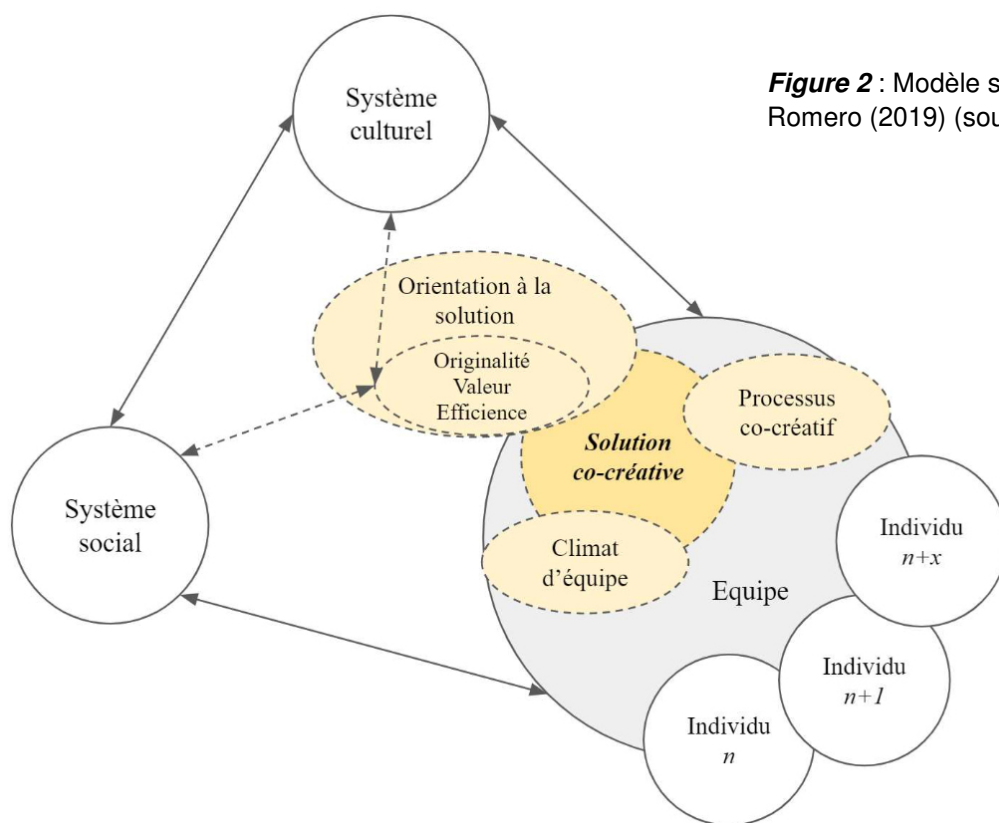 Système
culturel
Figure 2 : Modèle s
Romero (2019) (sou
Orientation à la
solution
Originalité
Valeur
Efficience
Processus
co-créatif
Solution
co-créative
Système
social
Climat
d'équipe
Equipe
Individu
n+x
Individu
n+1
Individu
n